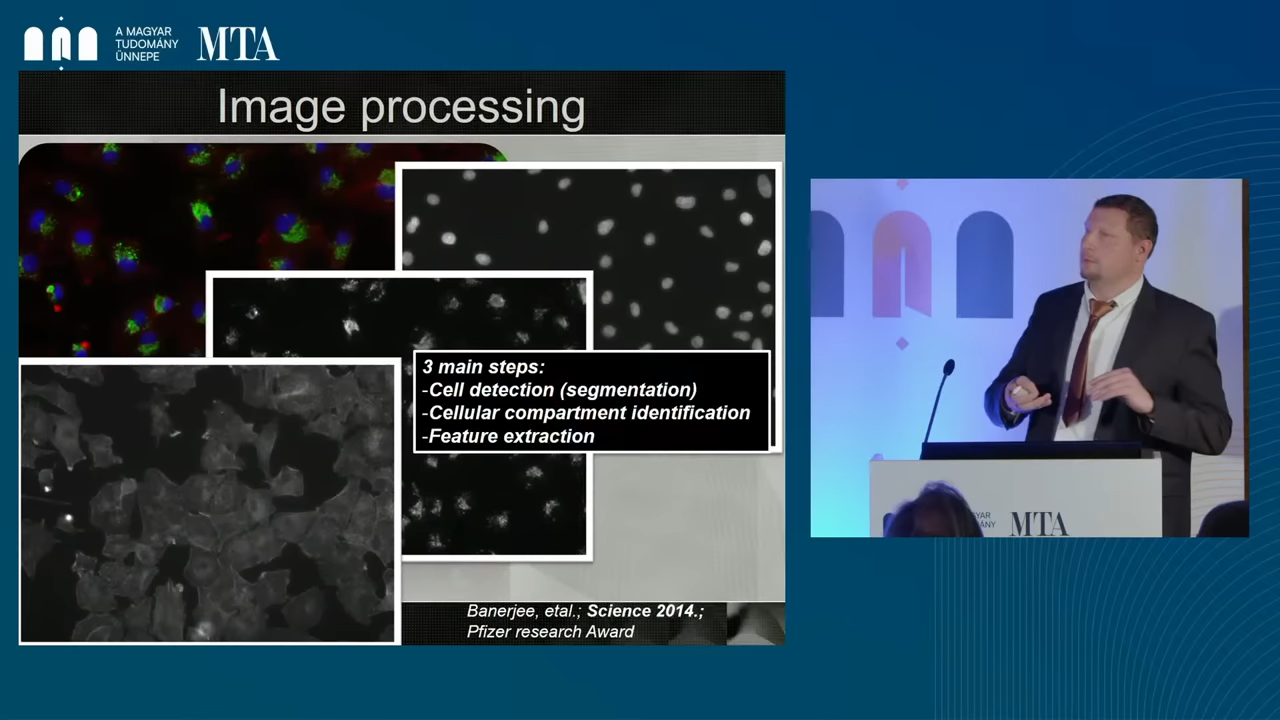 A MAGYAR
TUDOMÁNY
ÜNNEPE
MTA
Image processing
3 main steps:
-Cell detection (segmentation)
-Cellular compartment identification
-Feature extraction
Banerjee, etal.; Science 2014.;
Pfizer research Award
MTA